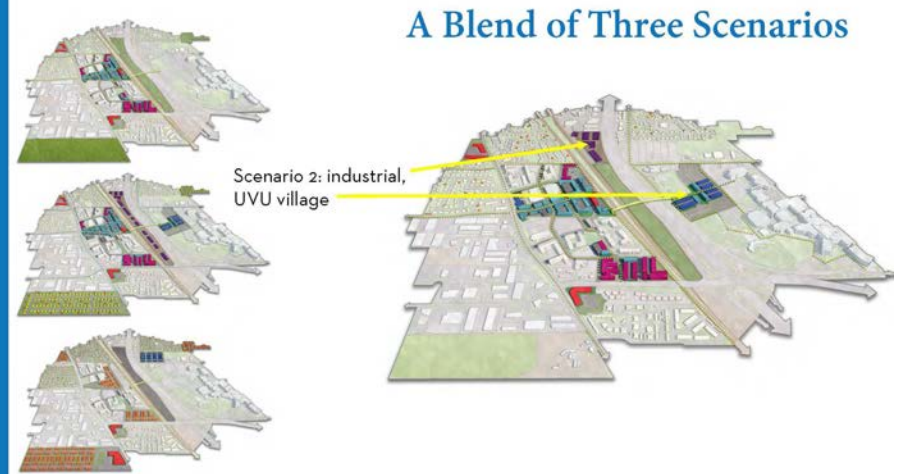 A Blend of Three Scenarios
Scenario 2: industrial,
UVU village